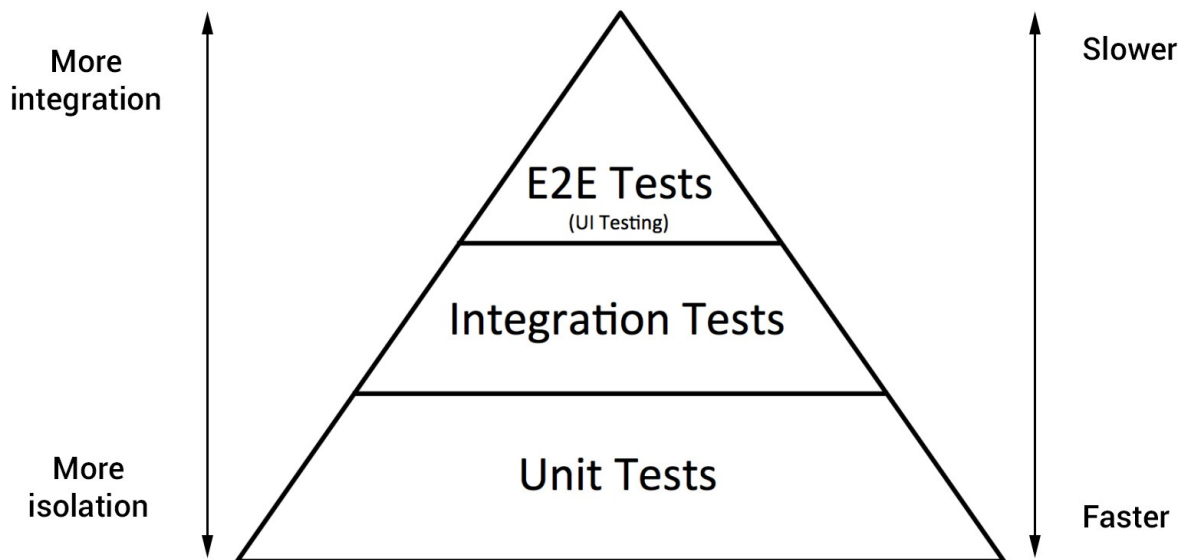 More
integration
Slower
E2E Tests
(UI Testing)
Integration Tests
More
isolation
Unit Tests
Faster